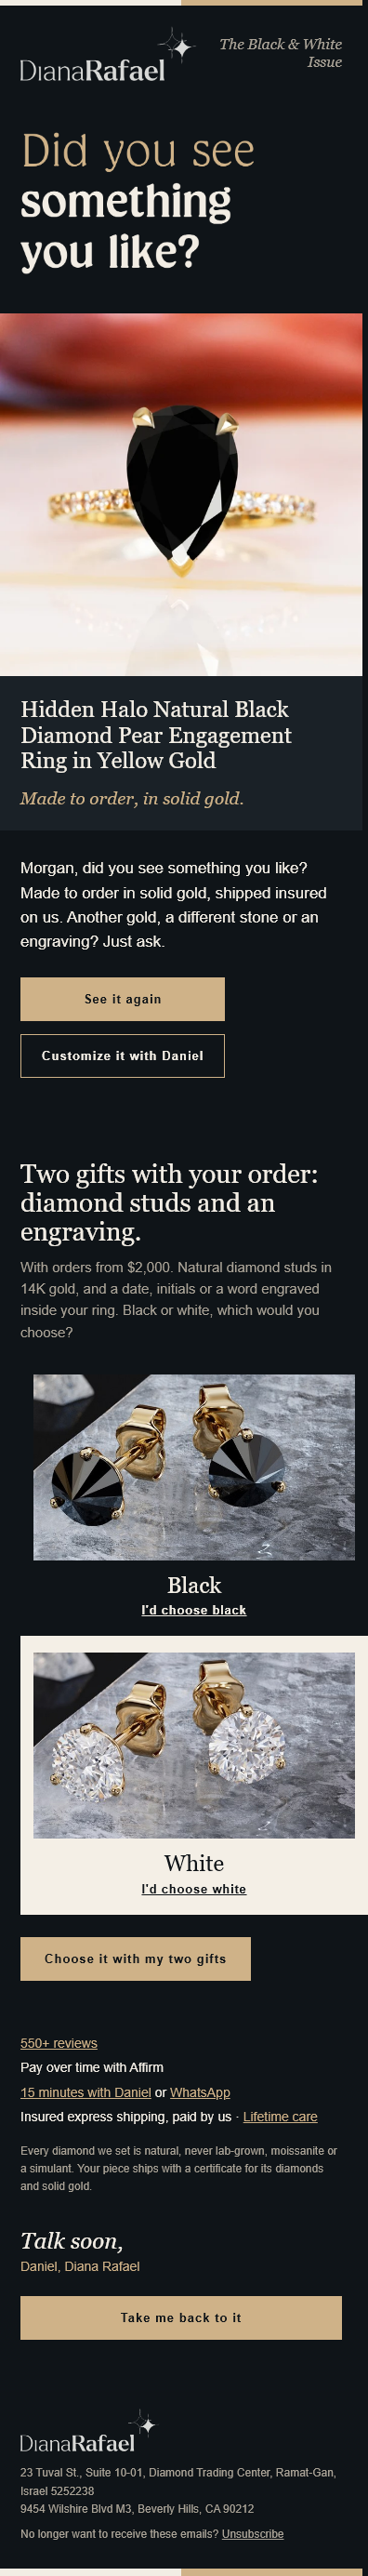 DianaRafael
The Black & White
Issue
Did you see
something
you like?
Hidden Halo Natural Black
Diamond Pear Engagement
Ring in Yellow Gold
Made to order, in solid gold.
Morgan, did you see something you like?
Made to order in solid gold, shipped insured
on us. Another gold, a different stone or an
engraving? Just ask.
See it again
Customize it with Daniel
Two gifts with your order:
diamond studs and an
engraving.
With orders from $2,000. Natural diamond studs in
14K gold, and a date, initials or a word engraved
inside your ring. Black or white, which would you
choose?
Black
I'd choose black
White
I'd choose white
Choose it with my two gifts
550+ reviews
Pay over time with Affirm
15 minutes with Daniel or WhatsApp
Insured express shipping, paid by us · Lifetime care
Every diamond we set is natural, never lab-grown, moissanite or
a simulant. Your piece ships with a certificate for its diamonds
and solid gold.
Talk soon,
Daniel, Diana Rafael
Take me back to it
DianaRafael
23 Tuval St., Suite 10-01, Diamond Trading Center, Ramat-Gan,
Israel 5252238
9454 Wilshire Blvd M3, Beverly Hills, CA 90212
No longer want to receive these emails? Unsubscribe